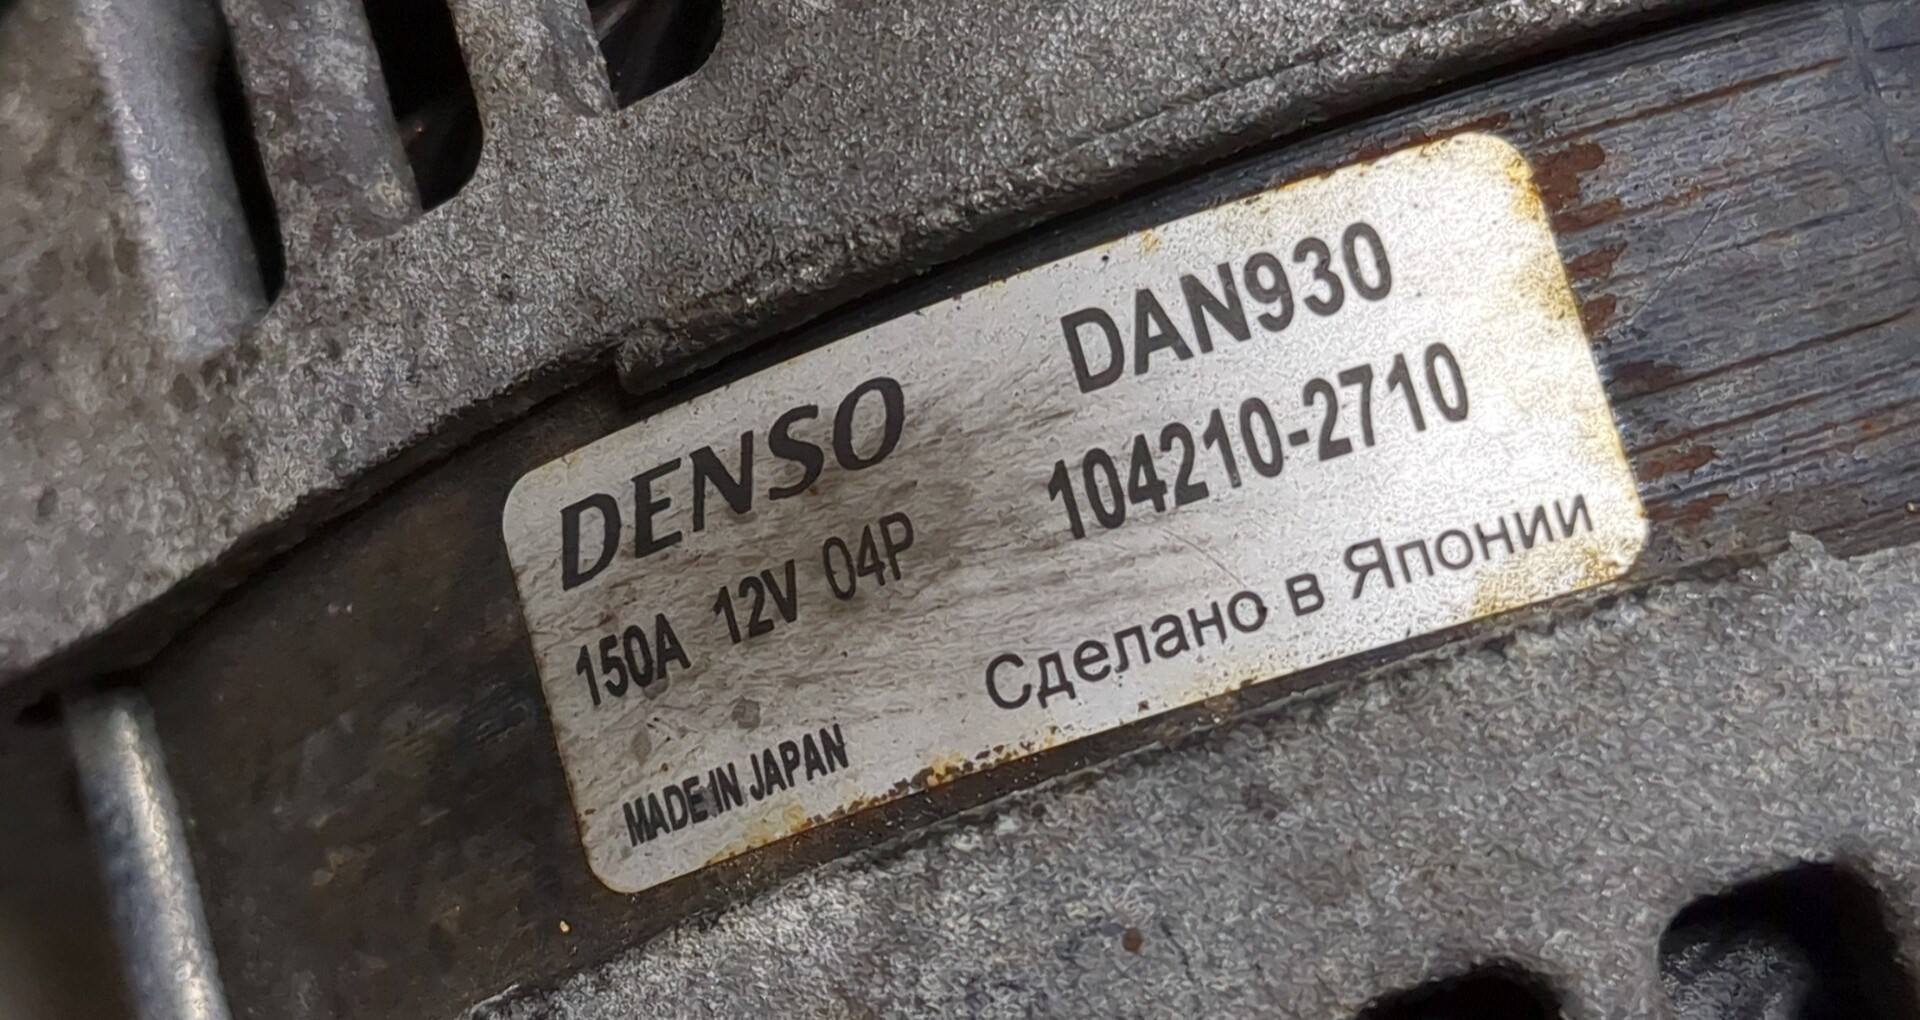 DENSO DAN930
150A 12V 04P 104210-2710
MADE IN JAPAN Сделано в Японии